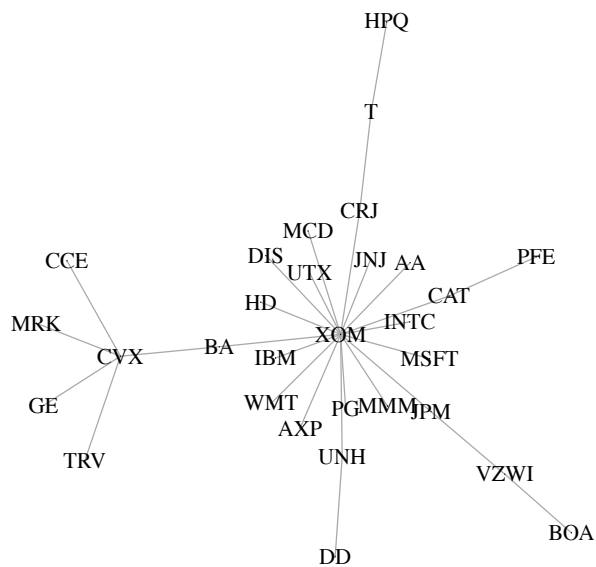 HPQ
T
CRJ
MCD
DIS
JNJ
AA
UTX
PFE
CCE
CAT
HD
INTC
MRK
XOM
BA
CVX
IBM
MSFT
WMT
GE
PG
MMM
JPM
AXP
UNH
TRV
VZWI
BOA
DD